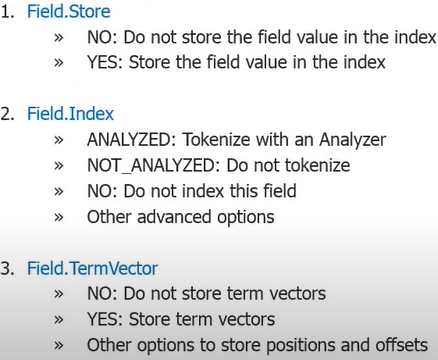 1. Field.Store
» NO: Do not store the field value in the index
» YES: Store the field value in the index
2. Field.Index
» ANALYZED: Tokenize with an Analyzer
» NOT_ANALYZED: Do not tokenize
» NO: Do not index this field
» Other advanced options
3. Field.TermVector
» NO: Do not store term vectors
» YES: Store term vectors
» Other options to store positions and offsets